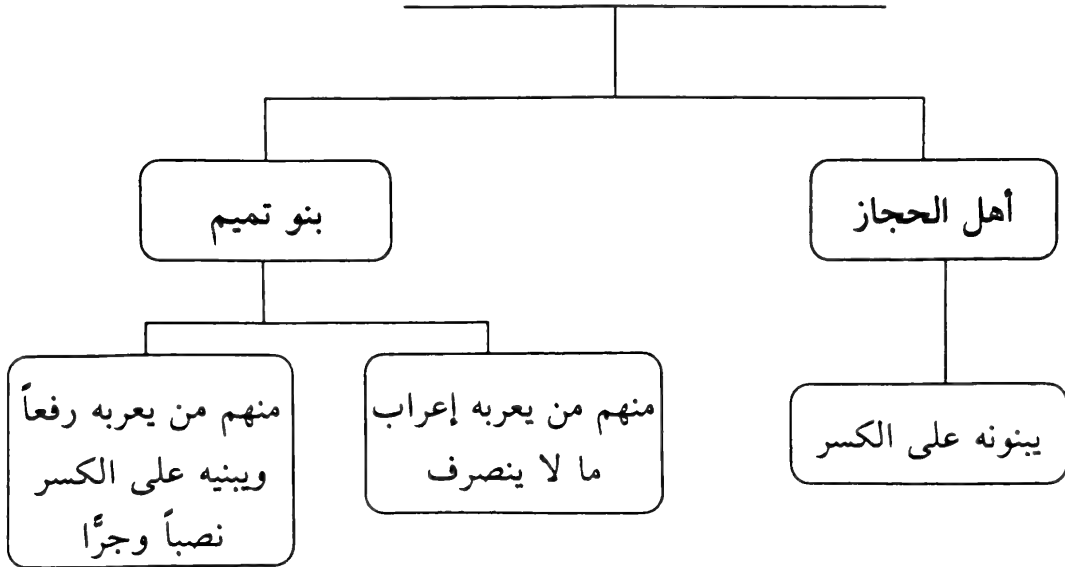 أهل الحجاز
بنو تميم
يبنونه على الكسر
منهم من يعربه إعراب
ما لا ينصرف
منهم من يعربه رفعاً
ويبنيه على الكسر
نصباً وجرًّا